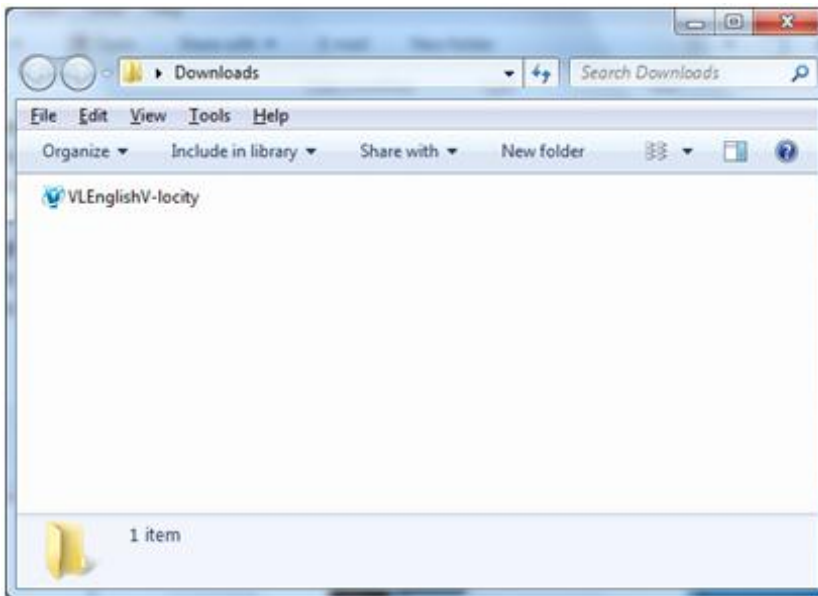 Downloads
Search Downloads
File Edit View Tools Help
Organize Include in library Share with New folder
VLEnglishV-locity
1 item